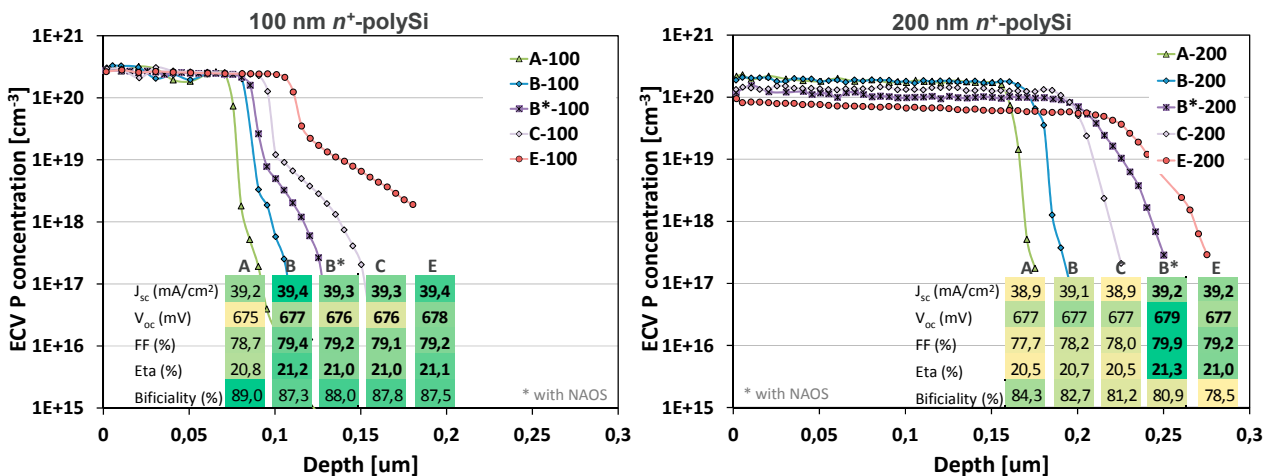 100 nm n⁺-polySi
ECV P concentration [cm⁻³]
1E+21
1E+20
1E+19
1E+18
1E+17
1E+16
1E+15
A-100
B-100
B*-100
C-100
E-100
A B B* C E
Jsc (mA/cm²) 39,2 39,4 39,3 39,3 39,4
Voc (mV) 675 677 676 676 678
FF (%) 78,7 79,4 79,2 79,1 79,2
Eta (%) 20,8 21,2 21,0 21,0 21,1
Bificiality (%) 89,0 87,3 88,0 87,8 87,5
* with NAOS
0 0,05 0,1 0,15 0,2 0,25 0,3
Depth [um]
200 nm n⁺-polySi
ECV P concentration [cm⁻³]
1E+21
1E+20
1E+19
1E+18
1E+17
1E+16
1E+15
A-200
B-200
B*-200
C-200
E-200
A B C B* E
Jsc (mA/cm²) 38,9 39,1 38,9 39,2 39,2
Voc (mV) 677 677 677 679 677
FF (%) 77,7 78,2 78,0 79,9 79,2
Eta (%) 20,5 20,7 20,5 21,3 21,0
Bificiality (%) 84,3 82,7 81,2 80,9 78,5
* with NAOS
0 0,05 0,1 0,15 0,2 0,25 0,3
Depth [um]